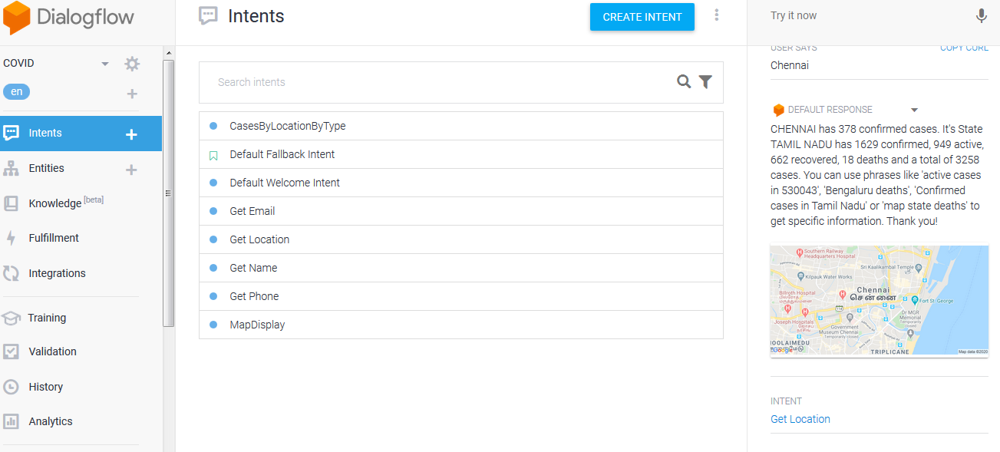 Dialogflow
COVID
en
Intents
Entities
Knowledge [beta]
Fulfillment
Integrations
Training
Validation
History
Analytics
Intents
CREATE INTENT
Search intents
CasesByLocationByType
Default Fallback Intent
Default Welcome Intent
Get Email
Get Location
Get Name
Get Phone
MapDisplay
Try it now
USER SAYS
COPY CURL
Chennai
DEFAULT RESPONSE
CHENNAI has 378 confirmed cases. It's State
TAMIL NADU has 1629 confirmed, 949 active,
662 recovered, 18 deaths and a total of 3258
cases. You can use phrases like 'active cases
in 530043', 'Bengaluru deaths', 'Confirmed
cases in Tamil Nadu' or 'map state deaths' to
get specific information. Thank you!
Southern Railway
Headquarters Hospital
Sri Kaalikambal Temple
Kilpauk Water Works
Chennai
சென்னை
Billroth Hospital
Fort St. George
114
Dr MGR
Memorial
Temporarily closed
Joseph Hospitals
Government
Museum Chennai
Temporarily closed
TRIPLICANE
Google
Map data ©2020
INTENT
Get Location